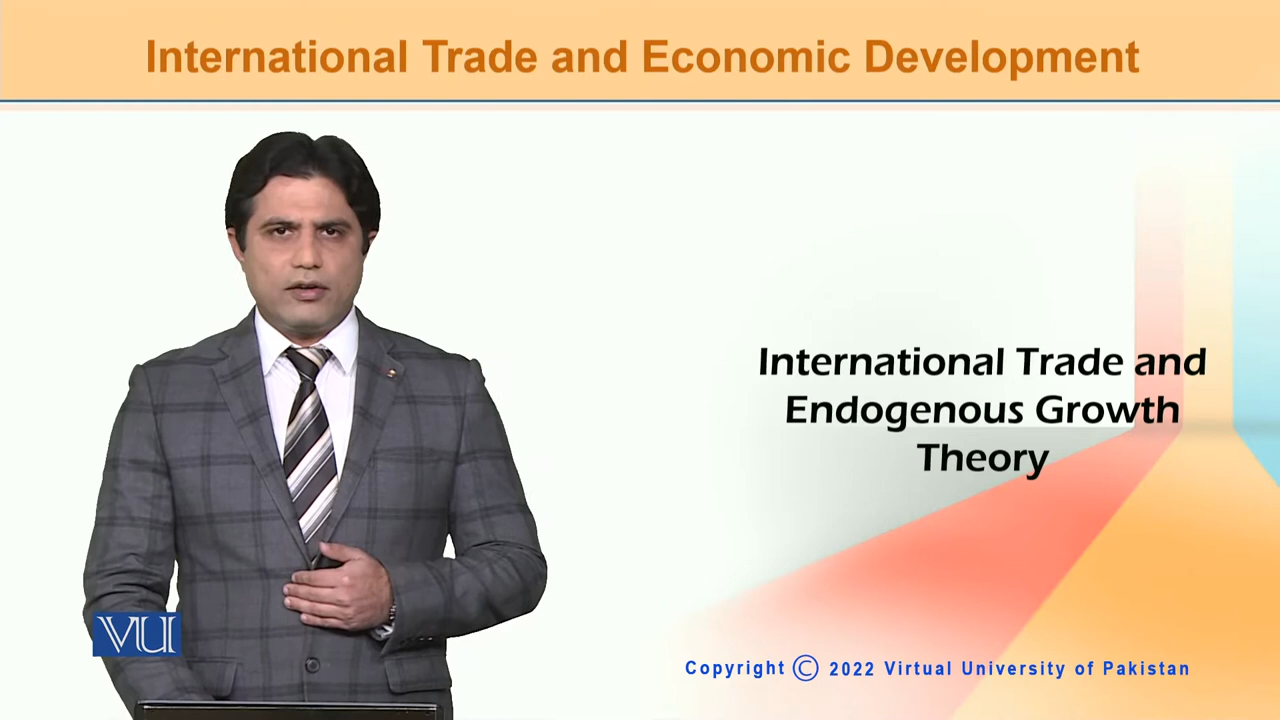 International Trade and Economic Development
International Trade and
Endogenous Growth
Theory
VU
Copyright © 2022 Virtual University of Pakistan